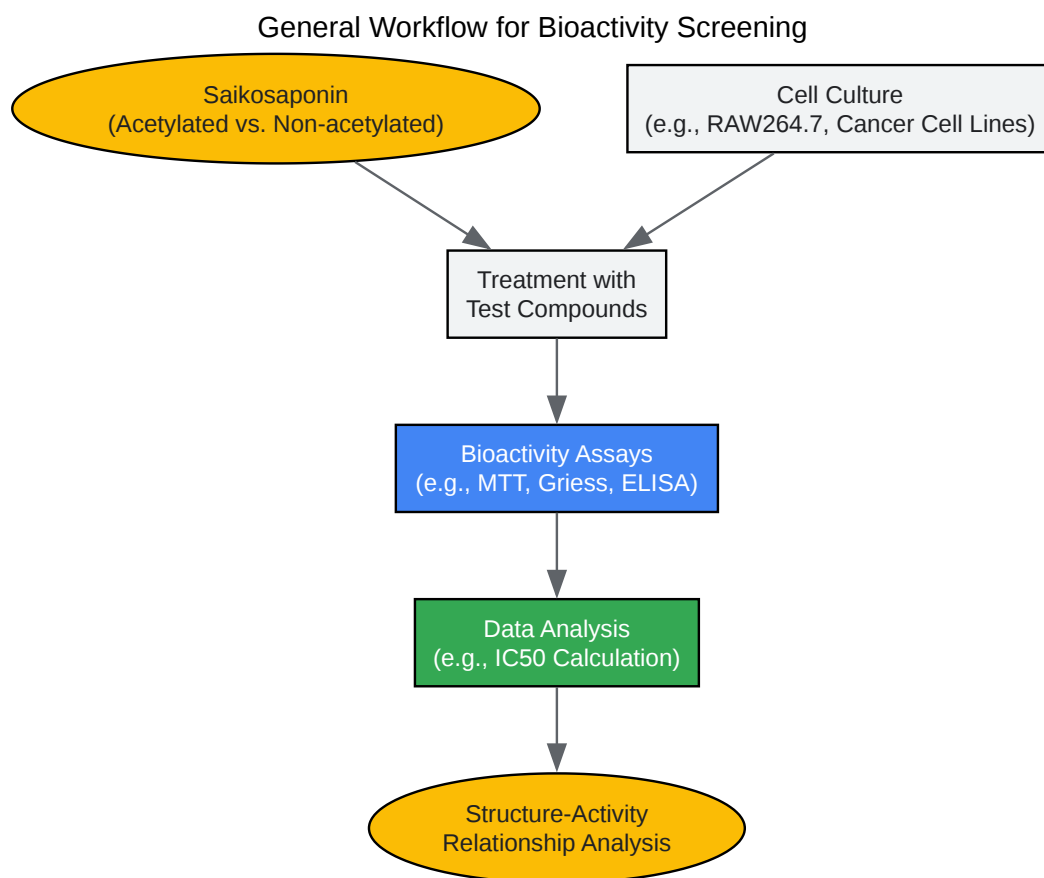 General Workflow for Bioactivity Screening
Saikosaponin
(Acetylated vs. Non-acetylated)
Cell Culture
(e.g., RAW264.7, Cancer Cell Lines)
Treatment with
Test Compounds
Bioactivity Assays
(e.g., MTT, Griess, ELISA)
Data Analysis
(e.g., IC50 Calculation)
Structure-Activity
Relationship Analysis